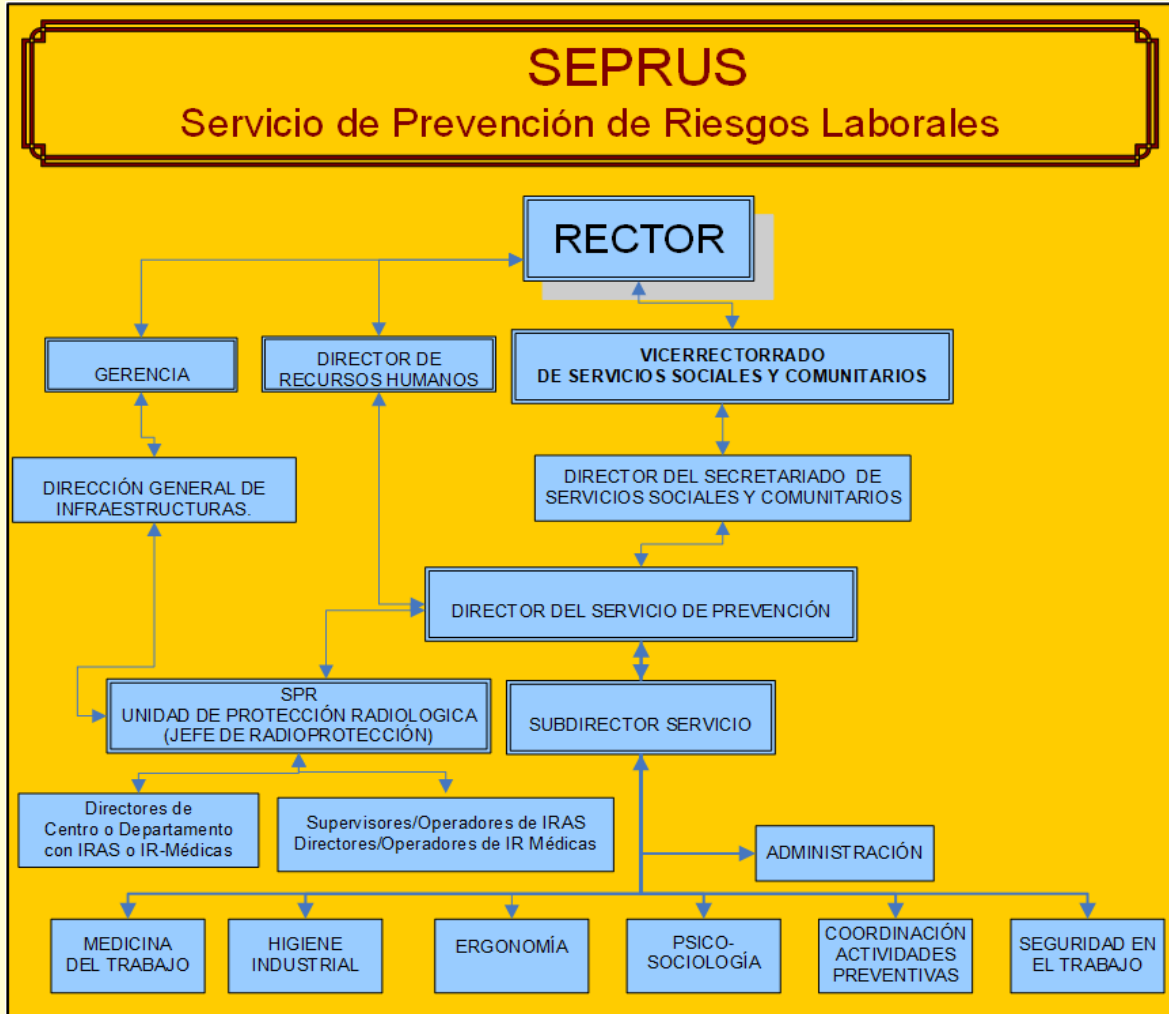 SEPRUS
Servicio de Prevención de Riesgos Laborales
RECTOR
GERENCIA
DIRECTOR DE
RECURSOS HUMANOS
VICERRECTORRADO
DE SERVICIOS SOCIALES Y COMUNITARIOS
DIRECCIÓN GENERAL DE
INFRAESTRUCTURAS.
DIRECTOR DEL SECRETARIADO DE
SERVICIOS SOCIALES Y COMUNITARIOS
DIRECTOR DEL SERVICIO DE PREVENCIÓN
SPR
UNIDAD DE PROTECCIÓN RADIOLOGICA
(JEFE DE RADIOPROTECCIÓN)
SUBDIRECTOR SERVICIO
Directores de
Centro o Departamento
con IRAS o IR-Médicas
Supervisores/Operadores de IRAS
Directores/Operadores de IR Médicas
ADMINISTRACIÓN
MEDICINA
DEL TRABAJO
HIGIENE
INDUSTRIAL
ERGONOMÍA
PSICO-
SOCIOLOGÍA
COORDINACIÓN
ACTIVIDADES
PREVENTIVAS
SEGURIDAD EN
EL TRABAJO